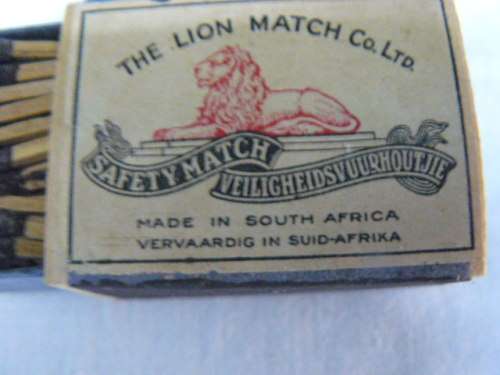 THE LION MATCH CO. LTD.
SAFETY MATCH
VEILIGHEIDSVUURHOUTJIE
MADE IN SOUTH AFRICA
VERVAARDIG IN SUID-AFRIKA